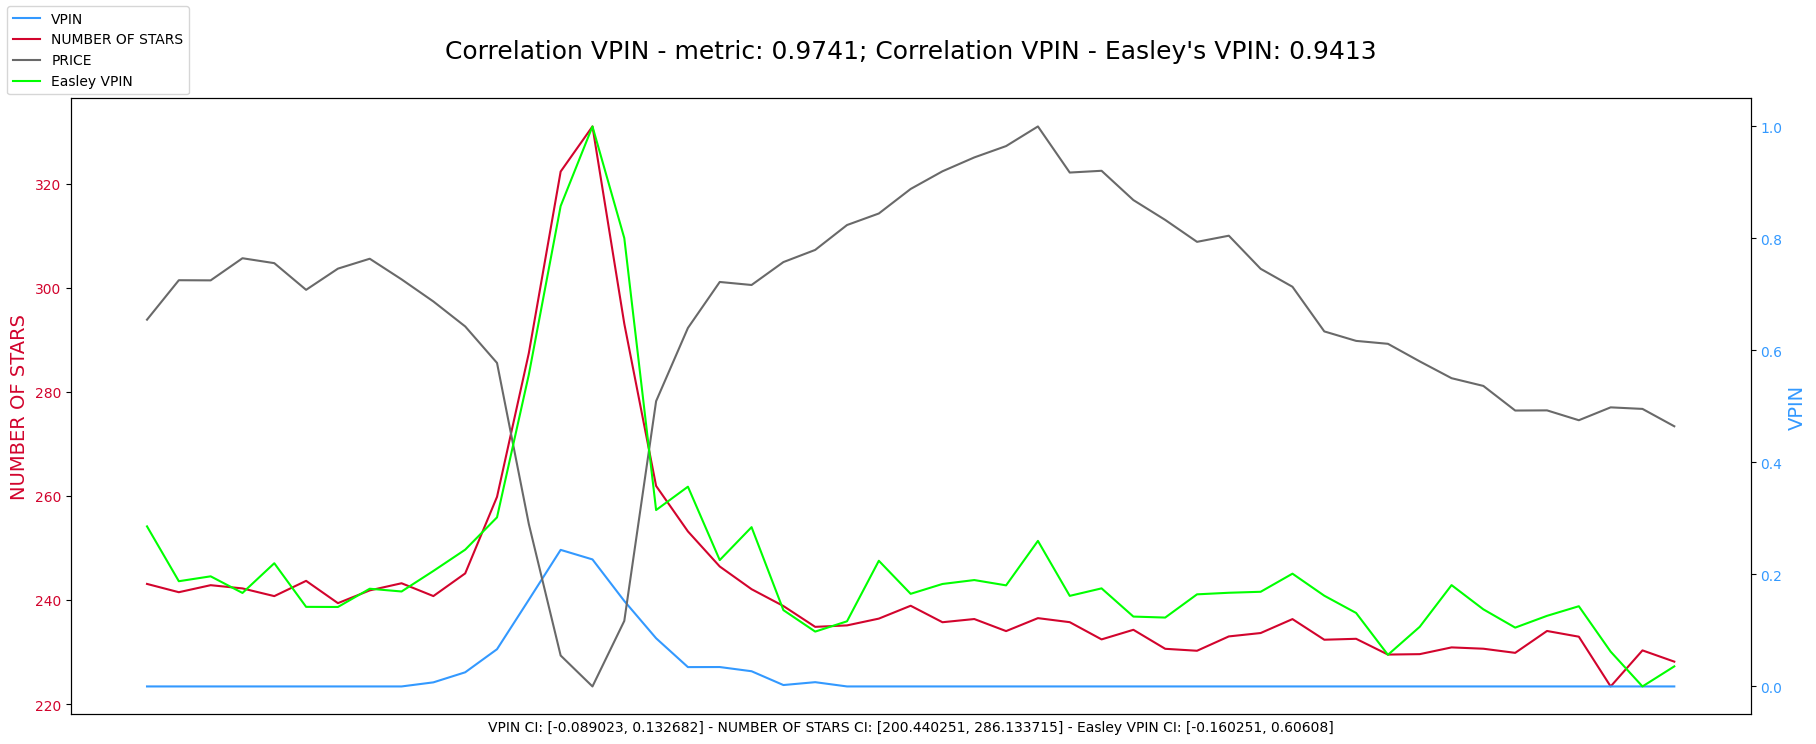 VPIN
NUMBER OF STARS
PRICE
Easley VPIN
Correlation VPIN - metric: 0.9741; Correlation VPIN - Easley's VPIN: 0.9413
NUMBER OF STARS
320
300
280
260
240
220
1.0
0.8
0.6
0.4
0.2
0.0
VPIN
VPIN CI: [-0.089023, 0.132682] - NUMBER OF STARS CI: [200.440251, 286.133715] - Easley VPIN CI: [-0.160251, 0.60608]